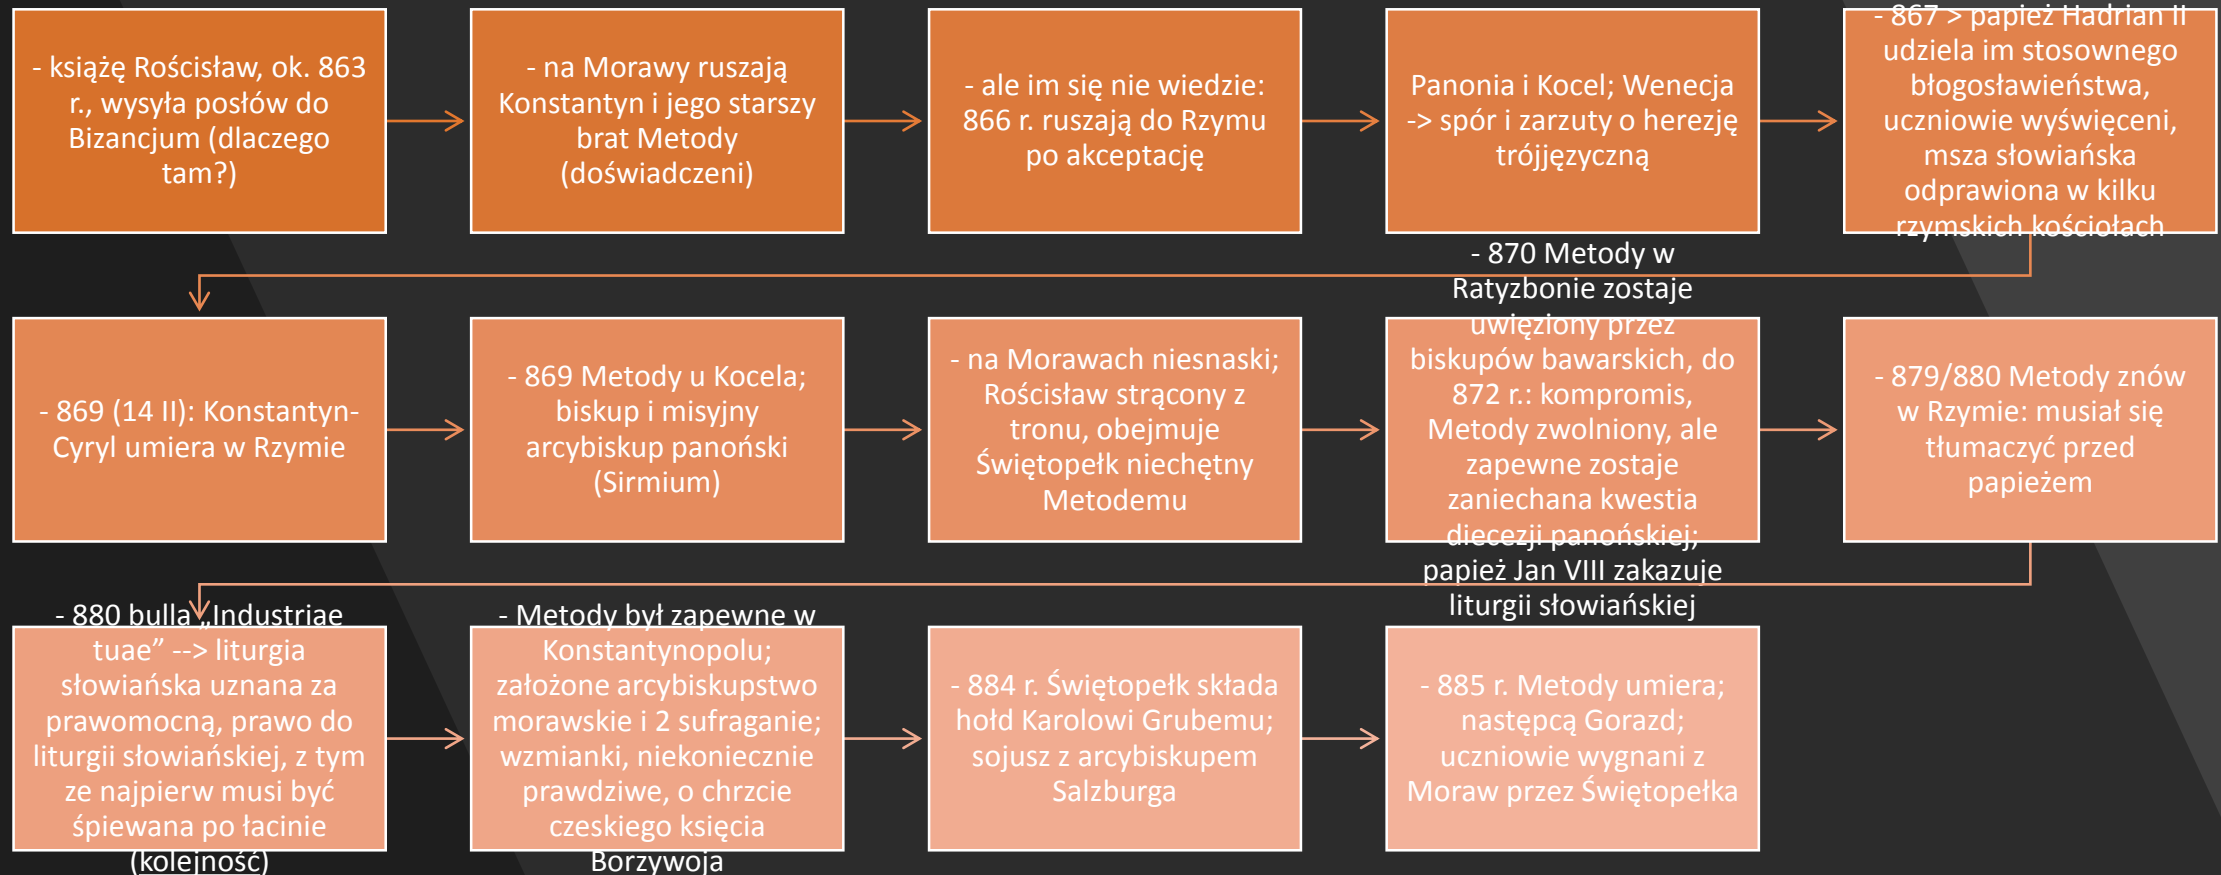 - książę Rościsław, ok. 863
r., wysyła posłów do
Bizancjum (dlaczego
tam?)
- na Morawy ruszają
Konstantyn i jego starszy
brat Metody
(doświadczeni)
- ale im się nie wiedzie:
866 r. ruszają do Rzymu
po akceptację
Panonia i Kocel; Wenecja
-> spór i zarzuty o herezję
trójjęzyczną
- 867 > papież Hadrian II
udziela im stosownego
błogosławieństwa,
uczniowie wyświęceni,
msza słowiańska
odprawiona w kilku
rzymskich kościołach
- 869 (14 II): Konstantyn-
Cyryl umiera w Rzymie
- 869 Metody u Kocela;
biskup i misyjny
arcybiskup panoński
(Sirmium)
- na Morawach niesnaski;
Rościsław strącony z
tronu, obejmuje
Świętopełk niechętny
Metodemu
- 870 Metody w
Ratyzbonie zostaje
uwięziony przez
biskupów bawarskich, do
872 r.: kompromis,
Metody zwolniony, ale
zapewne zostaje
zaniechana kwestia
diecezji panońskiej;
papież Jan VIII zakazuje
liturgii słowiańskiej
- 879/880 Metody znów
w Rzymie: musiał się
tłumaczyć przed
papieżem
- 880 bulla „Industriae
tuae” --> liturgia
słowiańska uznana za
prawomocną, prawo do
liturgii słowiańskiej, z tym
ze najpierw musi być
śpiewana po łacinie
(kolejność)
- Metody był zapewne w
Konstantynopolu;
założone arcybiskupstwo
morawskie i 2 sufraganie;
wzmianki, niekoniecznie
prawdziwe, o chrzcie
czeskiego księcia
Borzywoja
- 884 r. Świętopełk składa
hołd Karolowi Grubemu;
sojusz z arcybiskupem
Salzburga
- 885 r. Metody umiera;
następcą Gorazd;
uczniowie wygnani z
Moraw przez Świętopełka